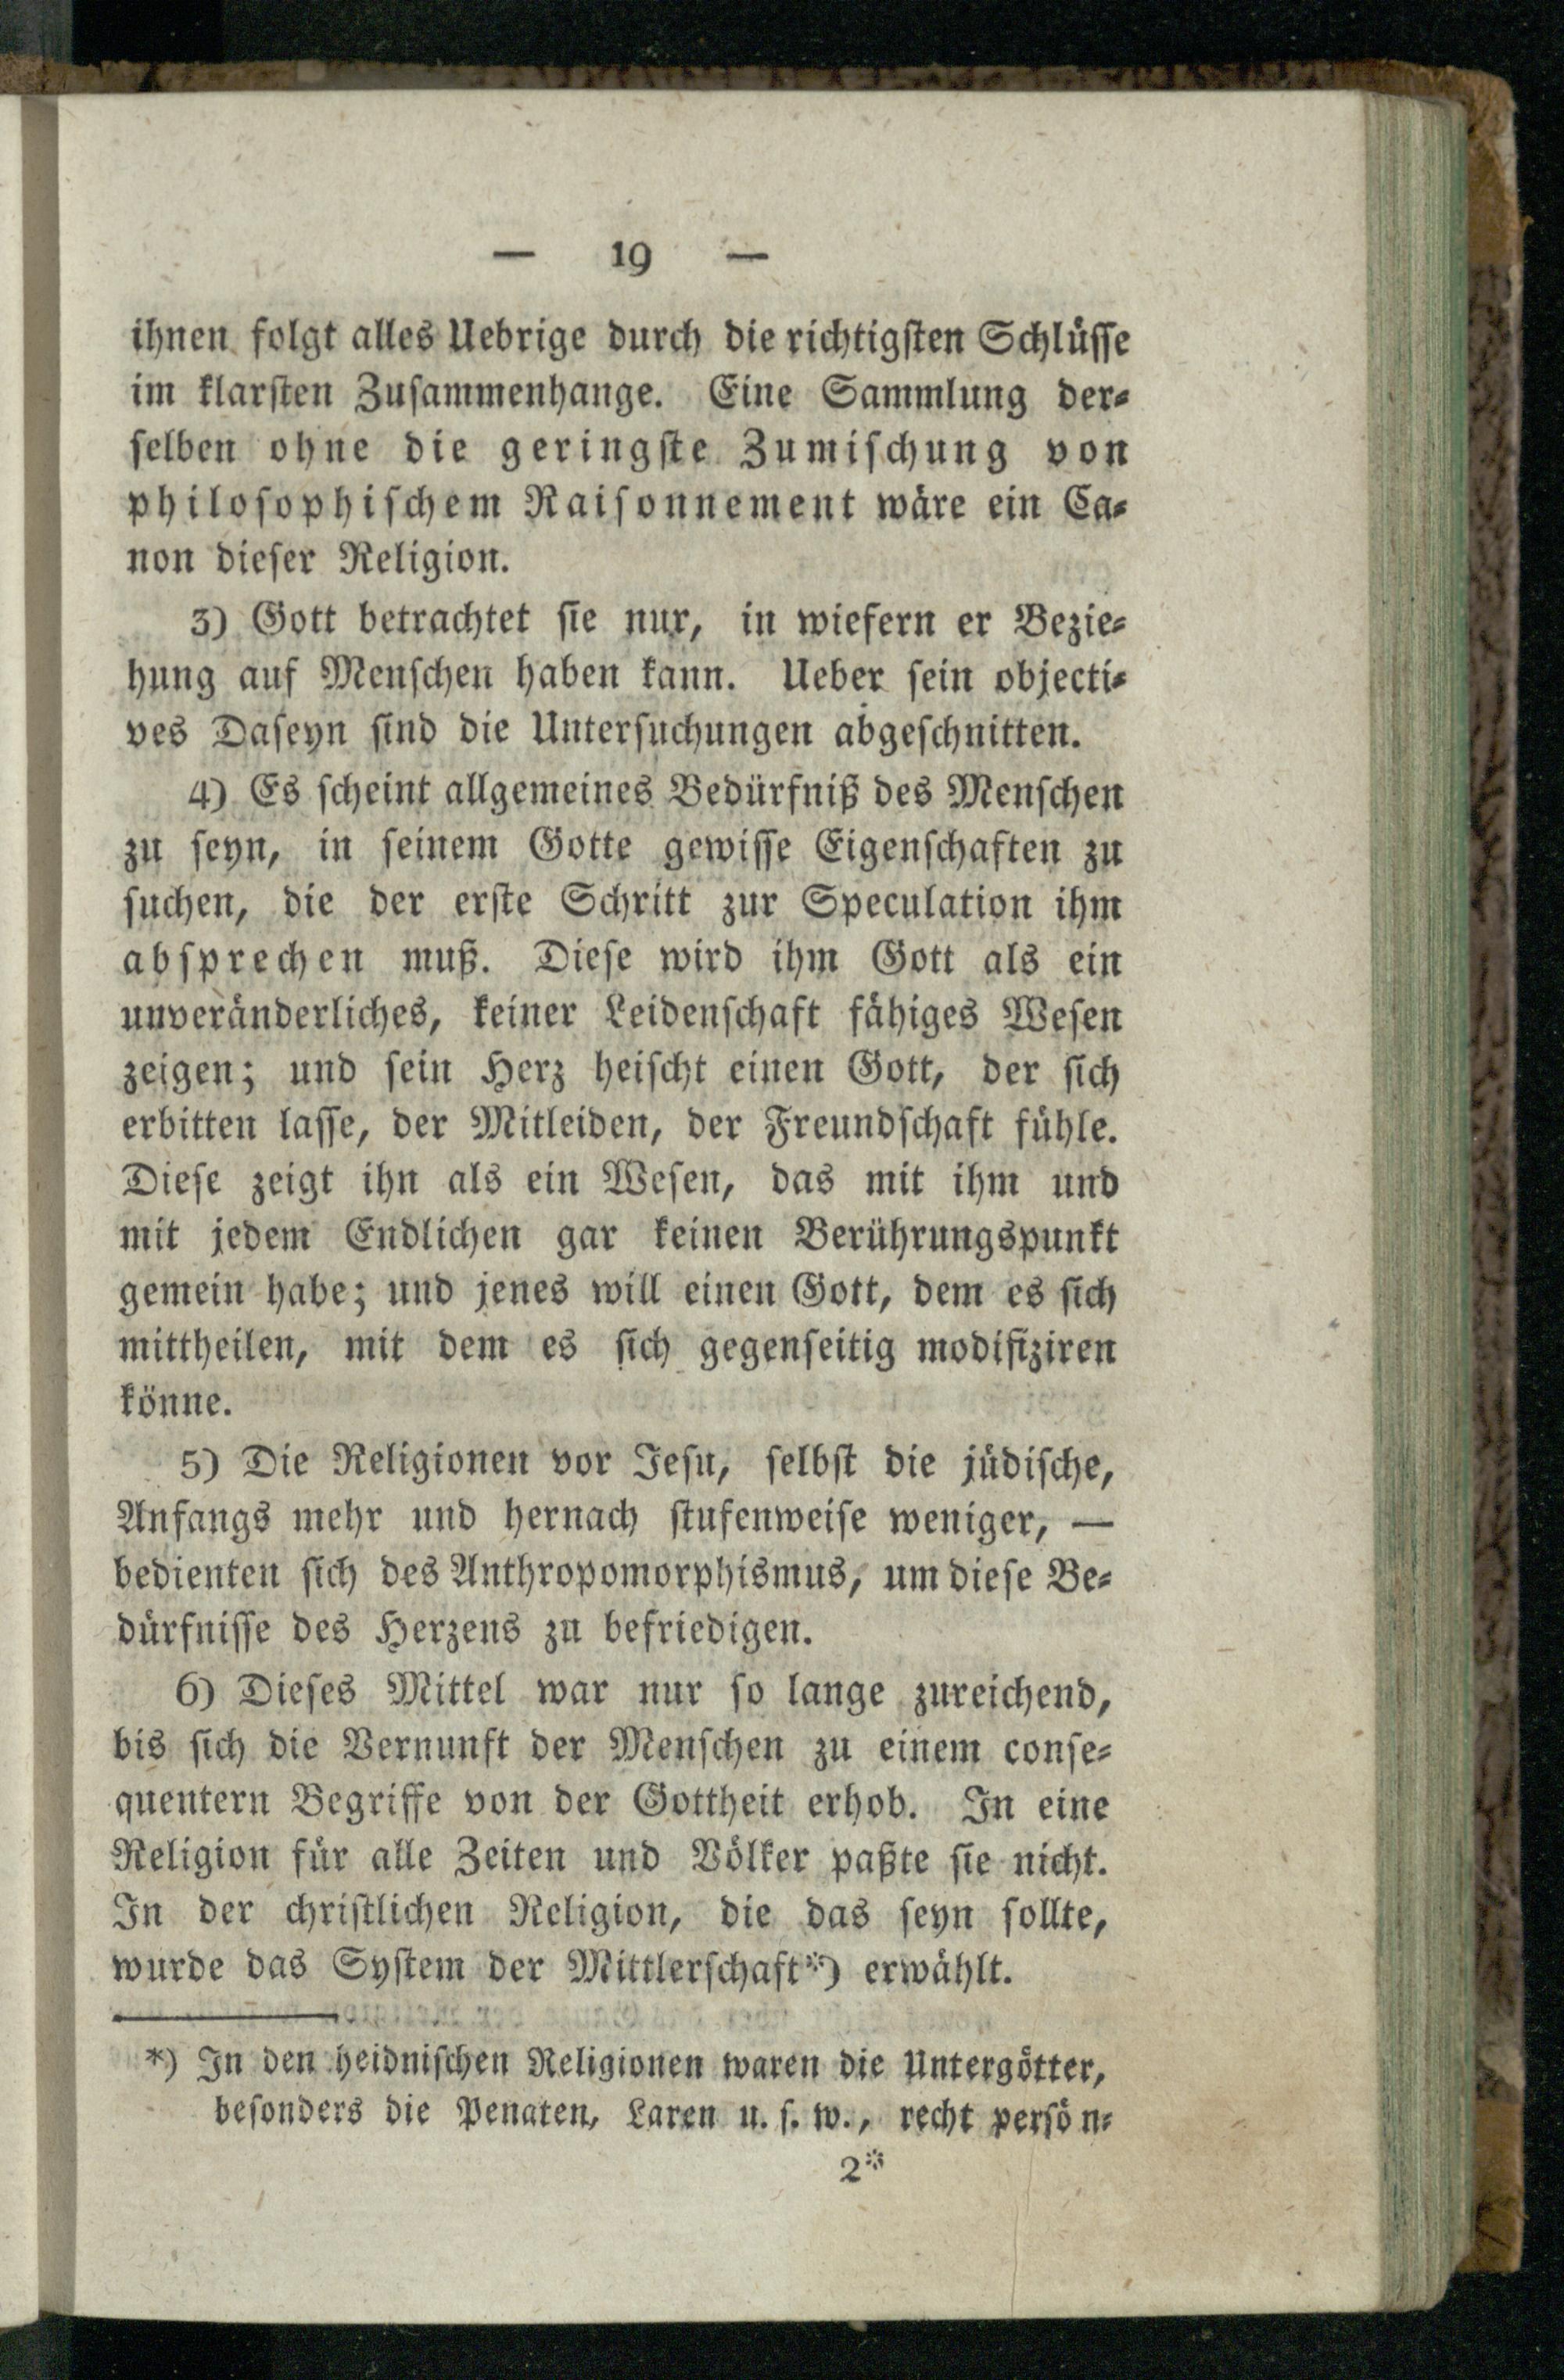 — 19 —
ihnen folgt alles Uebrige durch die richtigsten Schlüsse
im klarsten Zusammenhange. Eine Sammlung der-
selben ohne die geringste Zumischung von
philosophischem Raisonnement wäre ein Ca-
non dieser Religion.
3) Gott betrachtet sie nur, in wiefern er Bezie-
hung auf Menschen haben kann. Ueber sein objecti-
ves Daseyn sind die Untersuchungen abgeschnitten.
4) Es scheint allgemeines Bedürfniß des Menschen
zu seyn, in seinem Gotte gewisse Eigenschaften zu
suchen, die der erste Schritt zur Speculation ihm
absprechen muß. Diese wird ihm Gott als ein
unveränderliches, keiner Leidenschaft fähiges Wesen
zeigen; und sein Herz heischt einen Gott, der sich
erbitten lasse, der Mitleiden, der Freundschaft fühle.
Diese zeigt ihn als ein Wesen, das mit ihm und
mit jedem Endlichen gar keinen Berührungspunkt
gemein habe; und jenes will einen Gott, dem es sich
mittheilen, mit dem es sich gegenseitig modifiziren
könne.
5) Die Religionen vor Jesu, selbst die jüdische,
Anfangs mehr und hernach stufenweise weniger, —
bedienten sich des Anthropomorphismus, um diese Be-
dürfnisse des Herzens zu befriedigen.
6) Dieses Mittel war nur so lange zureichend,
bis sich die Vernunft der Menschen zu einem conse-
quentern Begriffe von der Gottheit erhob. In eine
Religion für alle Zeiten und Völker paßte sie nicht.
In der christlichen Religion, die das seyn sollte,
wurde das System der Mittlerschaft*) erwählt.
*) In den heidnischen Religionen waren die Untergötter,
besonders die Penaten, Laren u. s. w., recht persön-
2*